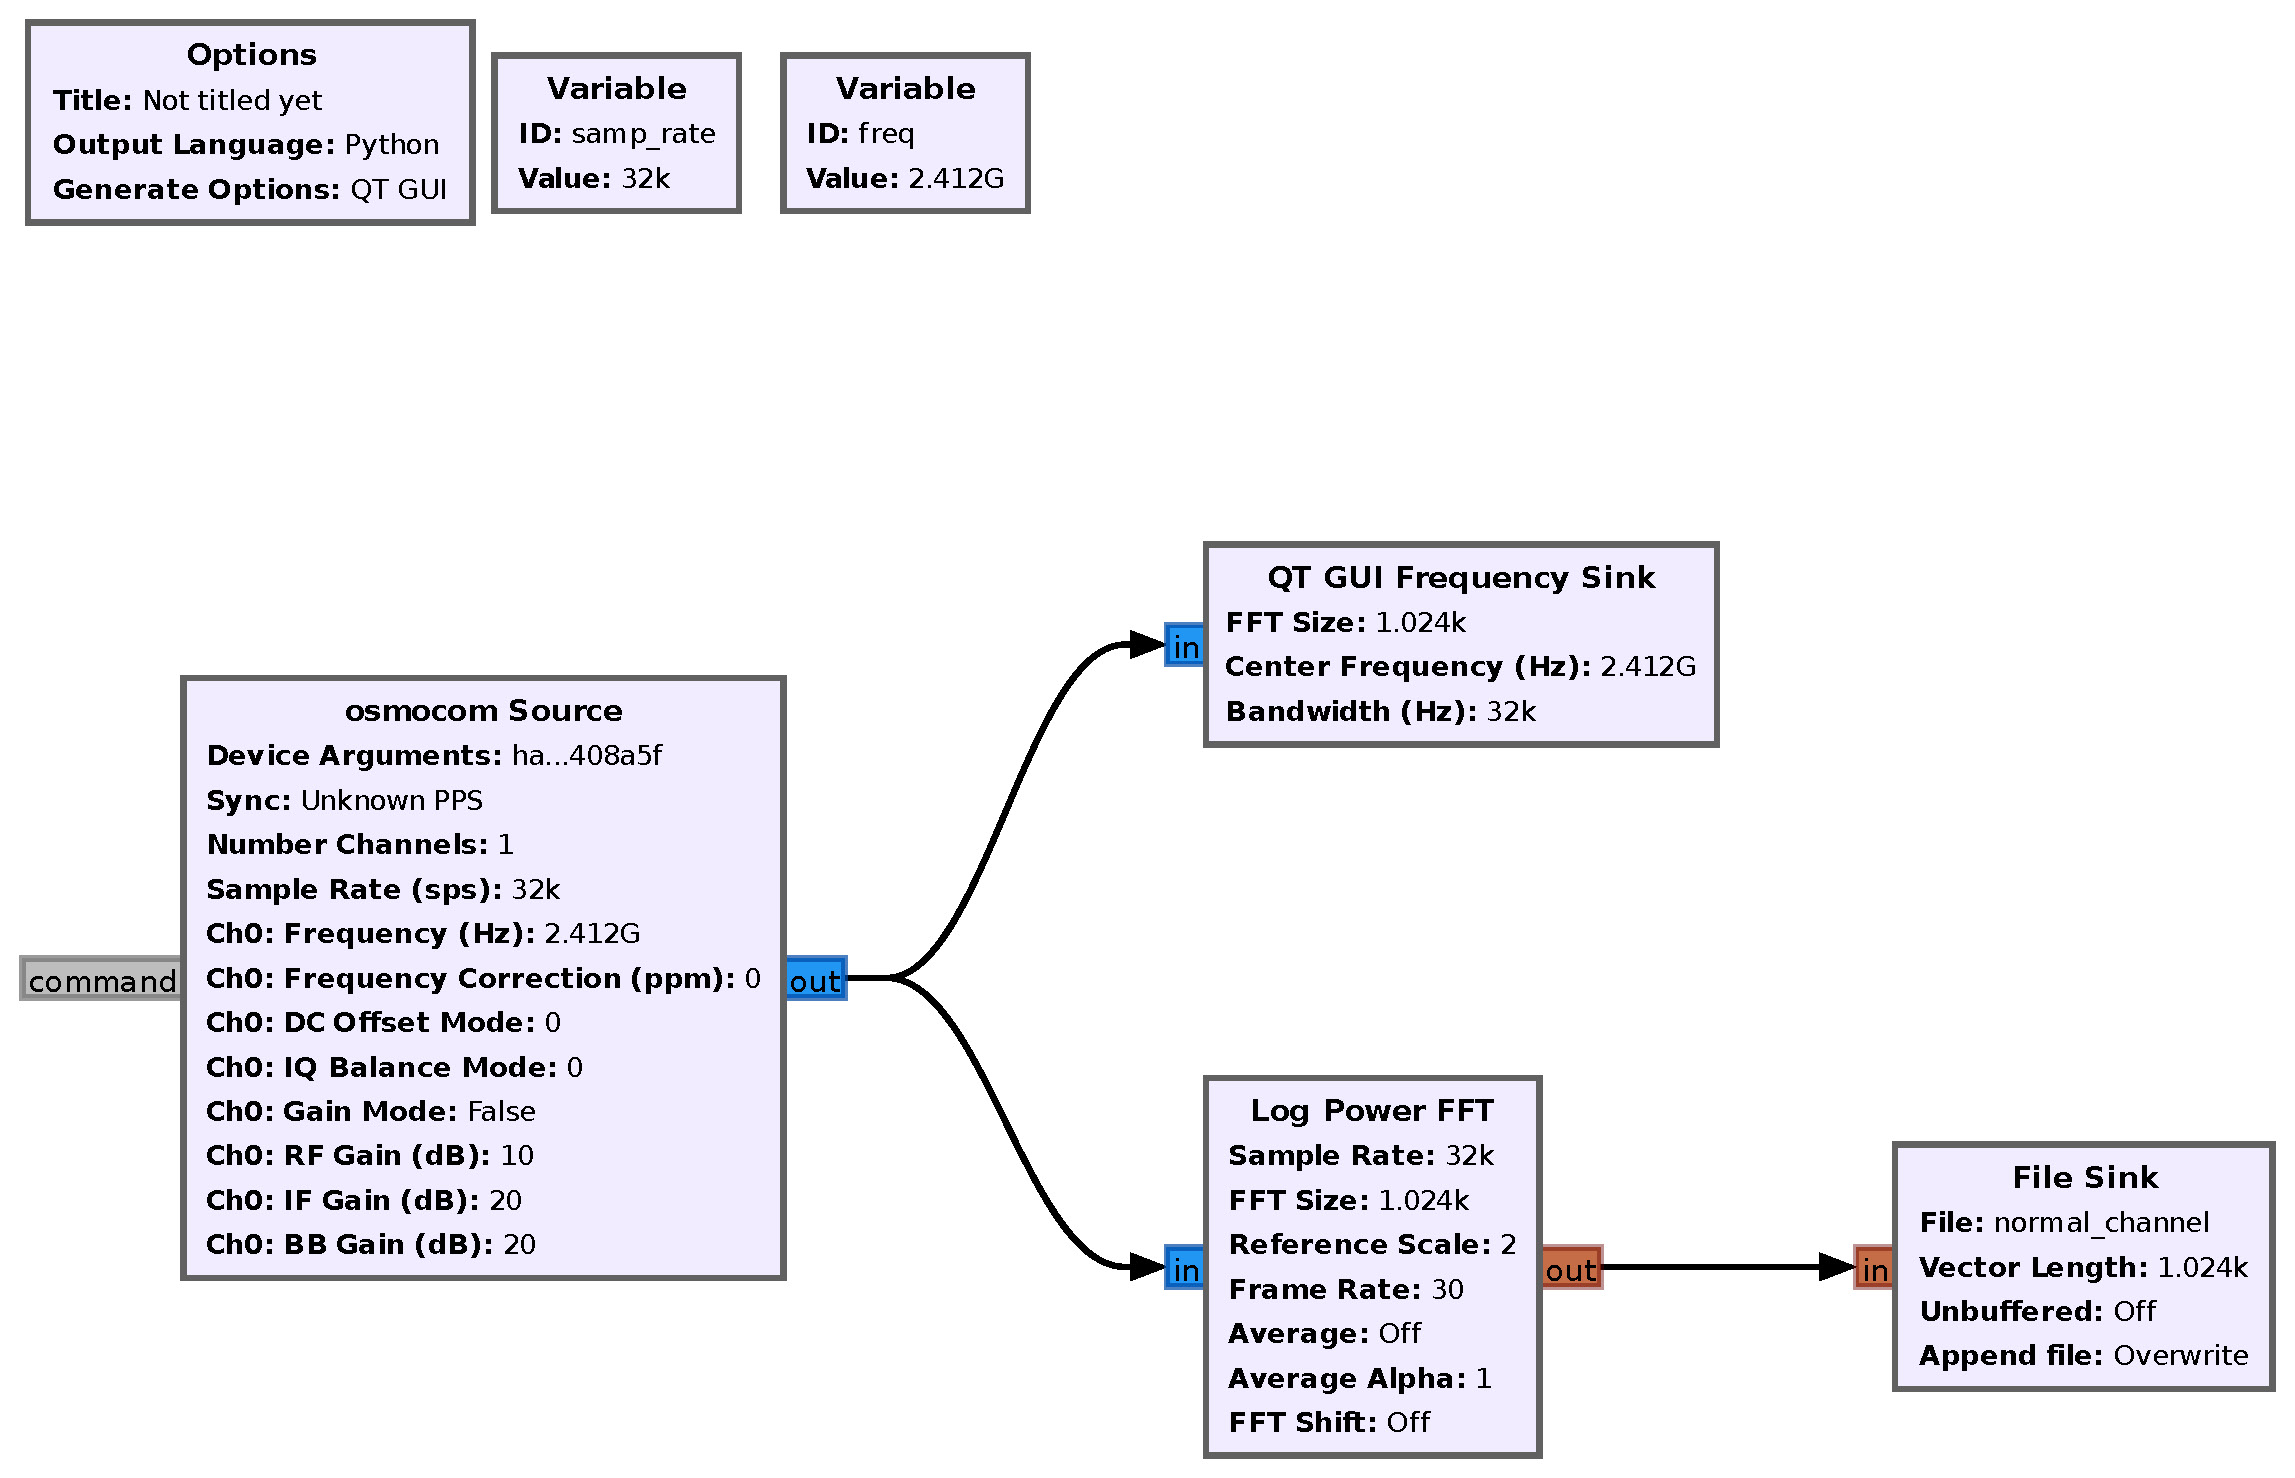 Options
Title: Not titled yet
Output Language: Python
Generate Options: QT GUI
Variable
ID: samp_rate
Value: 32k
Variable
ID: freq
Value: 2.412G
QT GUI Frequency Sink
FFT Size: 1.024k
Center Frequency (Hz): 2.412G
Bandwidth (Hz): 32k
in
osmocom Source
Device Arguments: ha...408a5f
Sync: Unknown PPS
Number Channels: 1
Sample Rate (sps): 32k
Ch0: Frequency (Hz): 2.412G
Ch0: Frequency Correction (ppm): 0
Ch0: DC Offset Mode: 0
Ch0: IQ Balance Mode: 0
Ch0: Gain Mode: False
Ch0: RF Gain (dB): 10
Ch0: IF Gain (dB): 20
Ch0: BB Gain (dB): 20
command
out
Log Power FFT
Sample Rate: 32k
FFT Size: 1.024k
Reference Scale: 2
Frame Rate: 30
Average: Off
Average Alpha: 1
FFT Shift: Off
in
out
File Sink
File: normal_channel
Vector Length: 1.024k
Unbuffered: Off
Append file: Overwrite
in